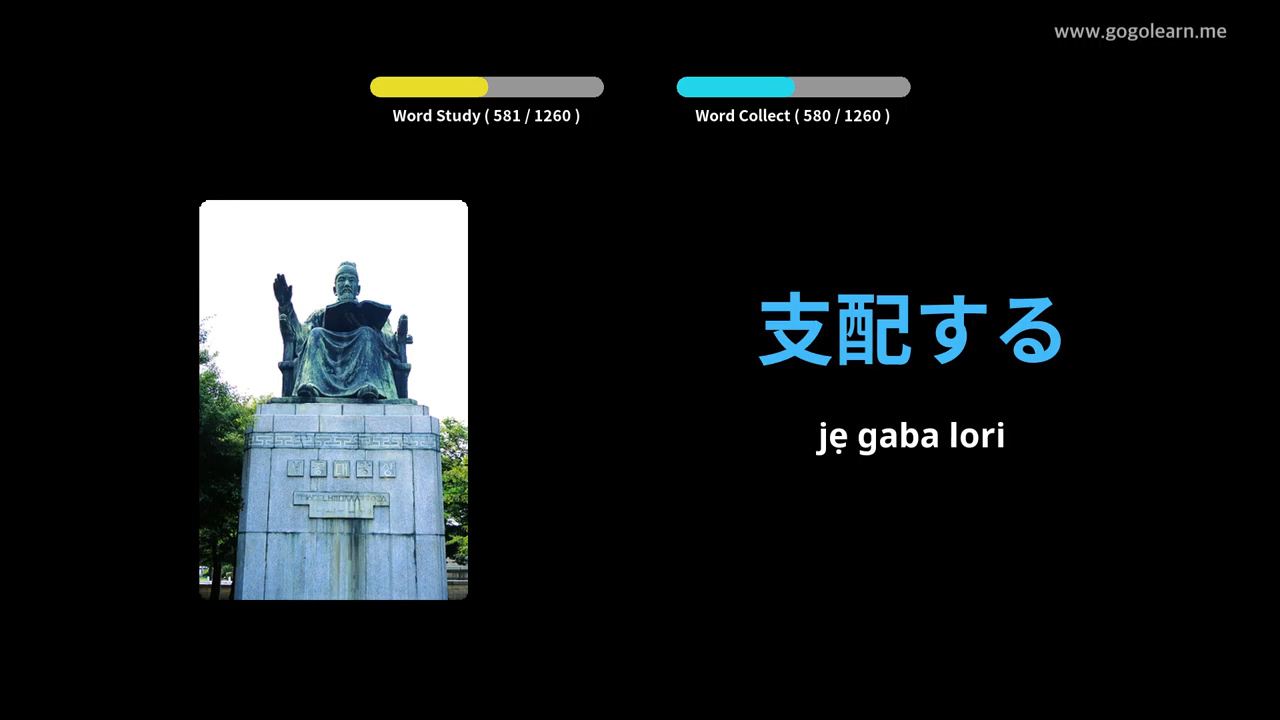 www.gogolearn.me
Word Study ( 581 / 1260 )
Word Collect ( 580 / 1260 )
支配する
jẹ gaba lori